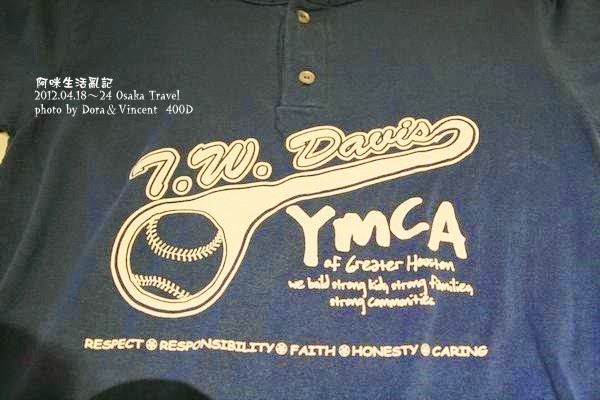 阿咪生活亂記
2012.04.18～24 Osaka Travel
photo by Dora & Vincent 400D
T.W. Davis
YMCA
of Greater Houston
we build strong kids, strong families,
strong communities.
RESPECT RESPONSIBILITY FAITH HONESTY CARING